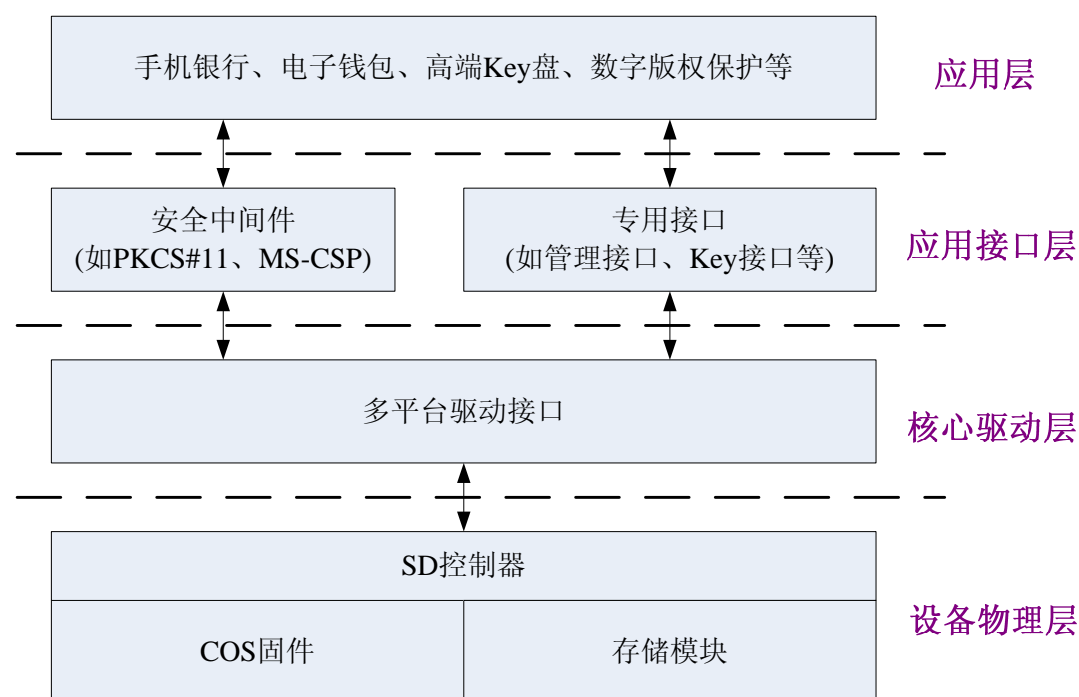 手机银行、电子钱包、高端Key盘、数字版权保护等
应用层
安全中间件
(如PKCS#11、MS-CSP)
专用接口
(如管理接口、Key接口等)
应用接口层
多平台驱动接口
核心驱动层
SD控制器
COS固件
存储模块
设备物理层